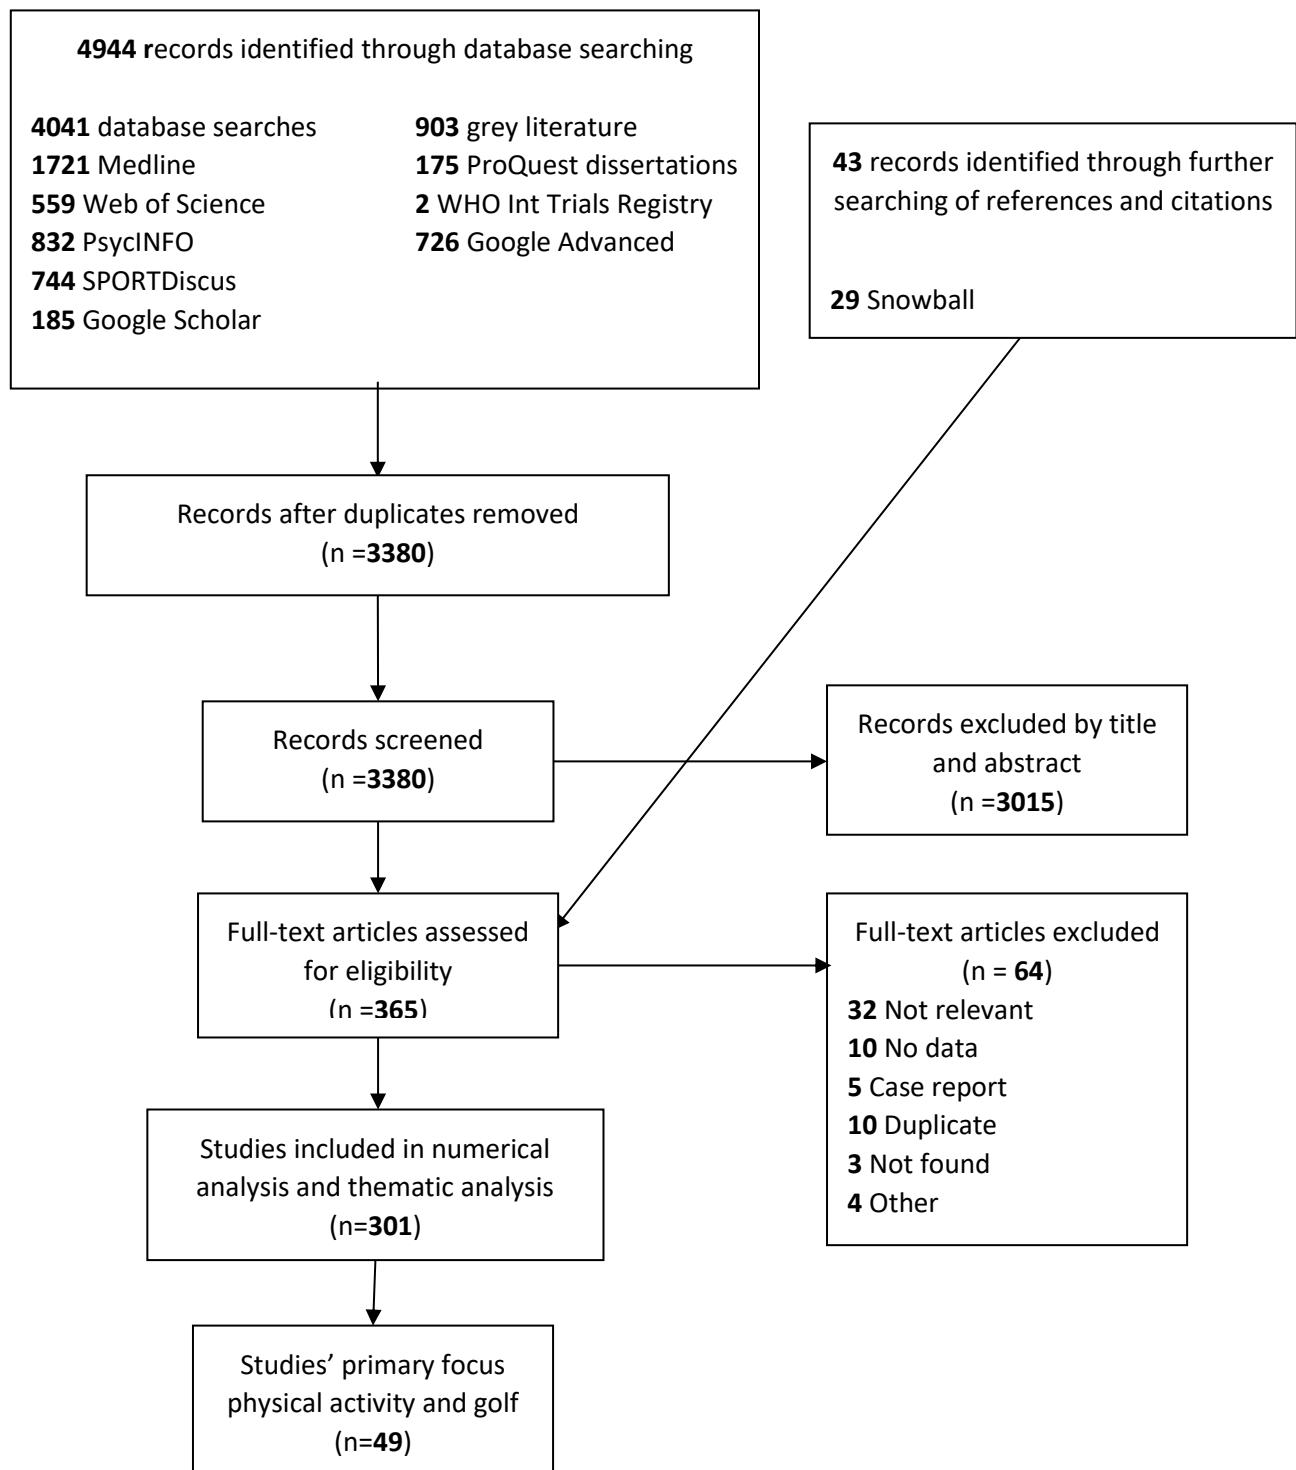 4944 records identified through database searching
4041 database searches
1721 Medline
559 Web of Science
832 PsycINFO
744 SPORTDiscus
185 Google Scholar
903 grey literature
175 ProQuest dissertations
2 WHO Int Trials Registry
726 Google Advanced
43 records identified through further
searching of references and citations
29 Snowball
Records after duplicates removed
(n =3380)
Records screened
(n =3380)
Records excluded by title
and abstract
(n =3015)
Full-text articles assessed
for eligibility
(n =365)
Full-text articles excluded
(n = 64)
32 Not relevant
10 No data
5 Case report
10 Duplicate
3 Not found
4 Other
Studies included in numerical
analysis and thematic analysis
(n=301)
Studies’ primary focus
physical activity and golf
(n=49)